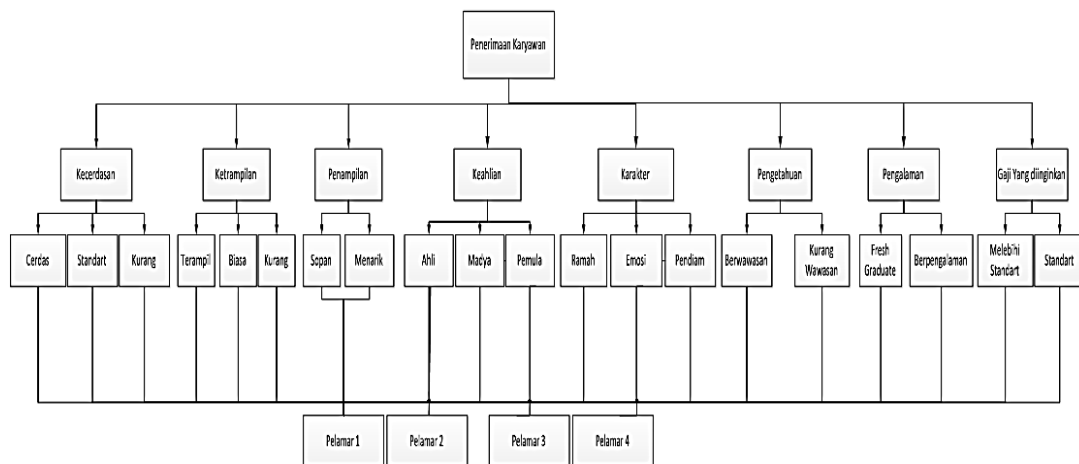 Penerimaan Karyawan
Kecerdasan
Ketrampilan
Penampilan
Keahlian
Karakter
Pengetahuan
Pengalaman
Gaji Yang diinginkan
Cerdas
Standart
Kurang
Terampil
Biasa
Kurang
Sopan
Menarik
Ahli
Madya
Pemula
Ramah
Emosi
Pendiam
Berwawasan
Kurang
Wawasan
Fresh
Graduate
Berpengalaman
Melebihi
Standart
Standart
Pelamar 1
Pelamar 2
Pelamar 3
Pelamar 4